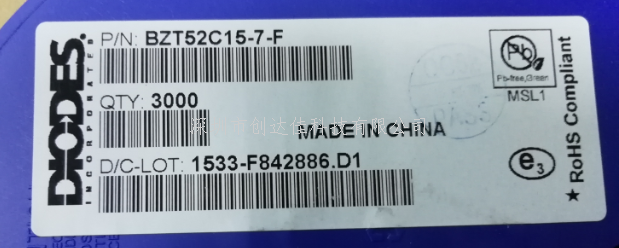 DIODES
INCORPORATED
P/N: BZT52C15-7-F
QTY: 3000
MADE IN CHINA
D/C-LOT: 1533-F842886.D1
Pb
Pb-free,Green
MSL1
e3
★RoHS Compliant
PASS